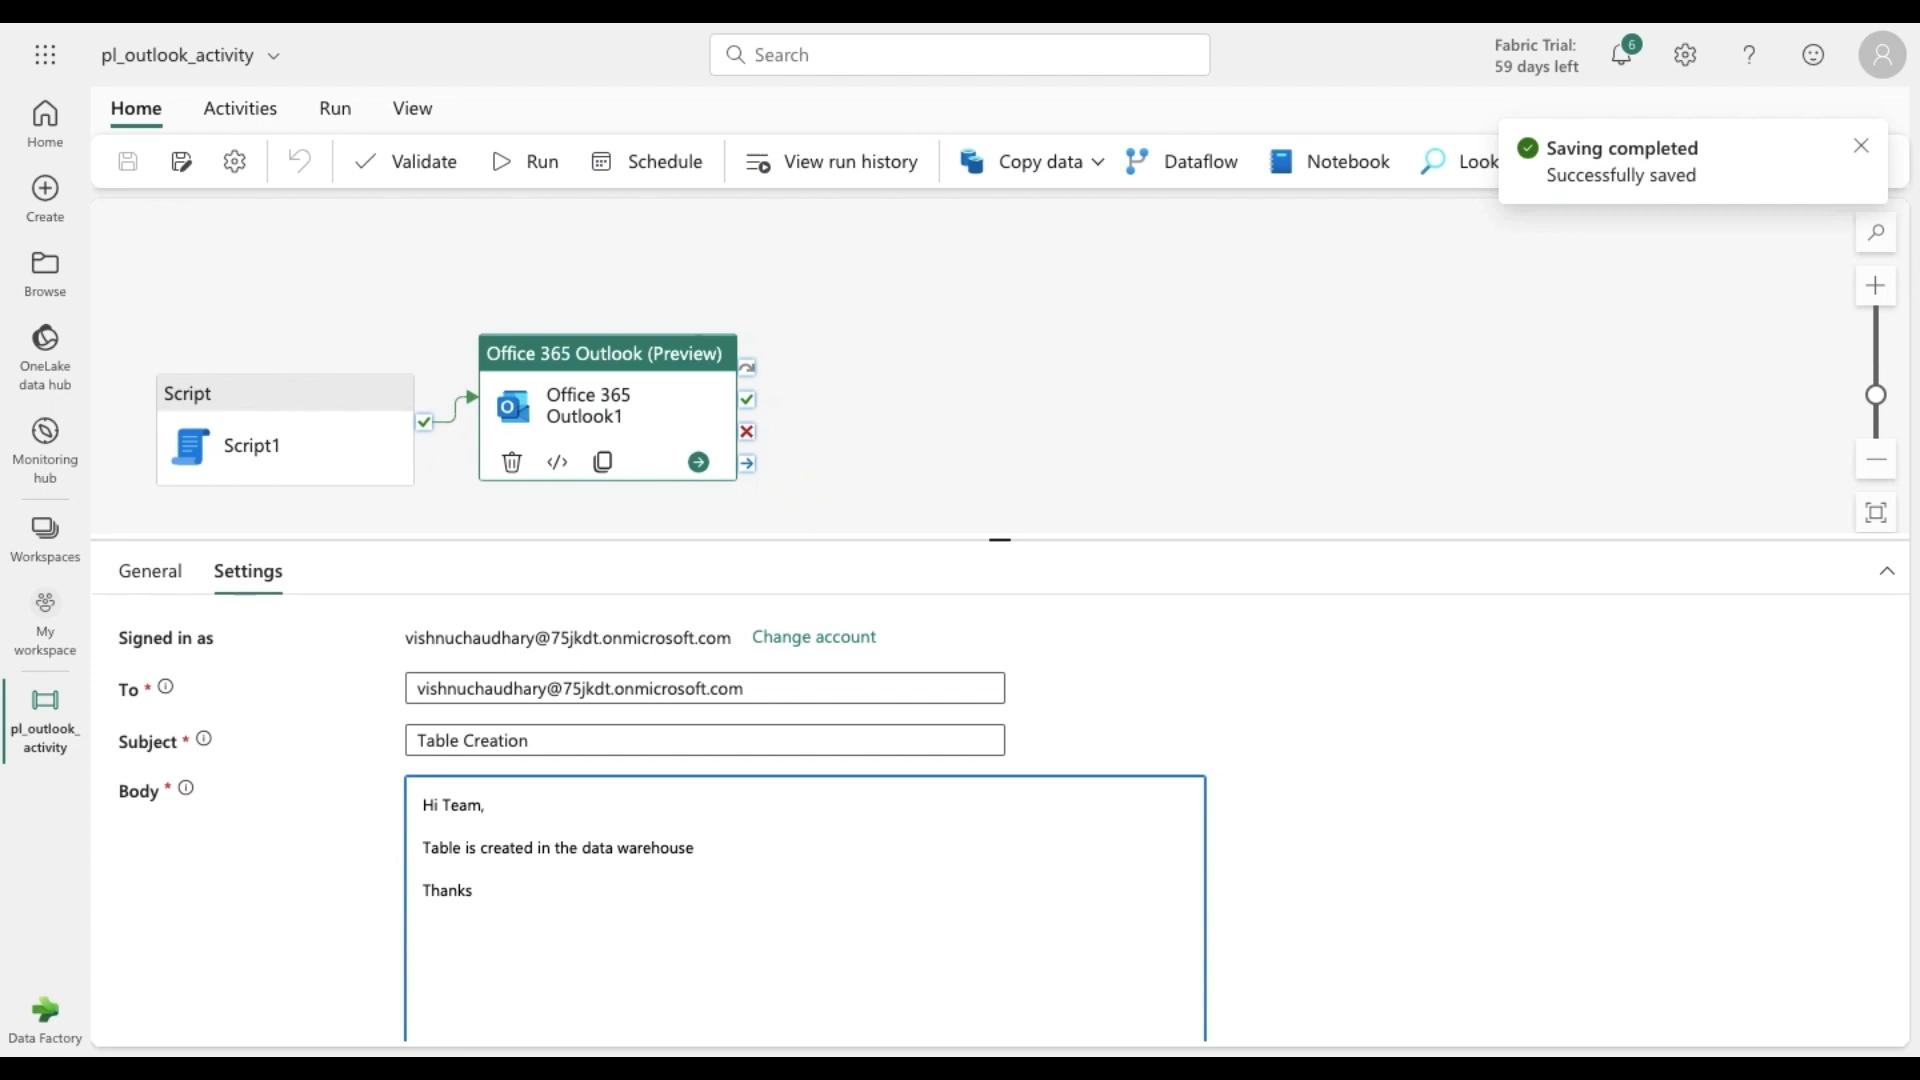 pl_outlook_activity
Search
Fabric Trial:
59 days left
6
Home
Activities
Run
View
Validate
Run
Schedule
View run history
Copy data
Dataflow
Notebook
Look
Saving completed
Successfully saved
Home
Create
Browse
OneLake
data hub
Monitoring
hub
Workspaces
My
workspace
pl_outlook_
activity
Data Factory
Script
Script1
Office 365 Outlook (Preview)
Office 365
Outlook1
General
Settings
Signed in as
vishnuchaudhary@75jkdt.onmicrosoft.com
Change account
To *
vishnuchaudhary@75jkdt.onmicrosoft.com
Subject *
Table Creation
Body *
Hi Team,
Table is created in the data warehouse
Thanks